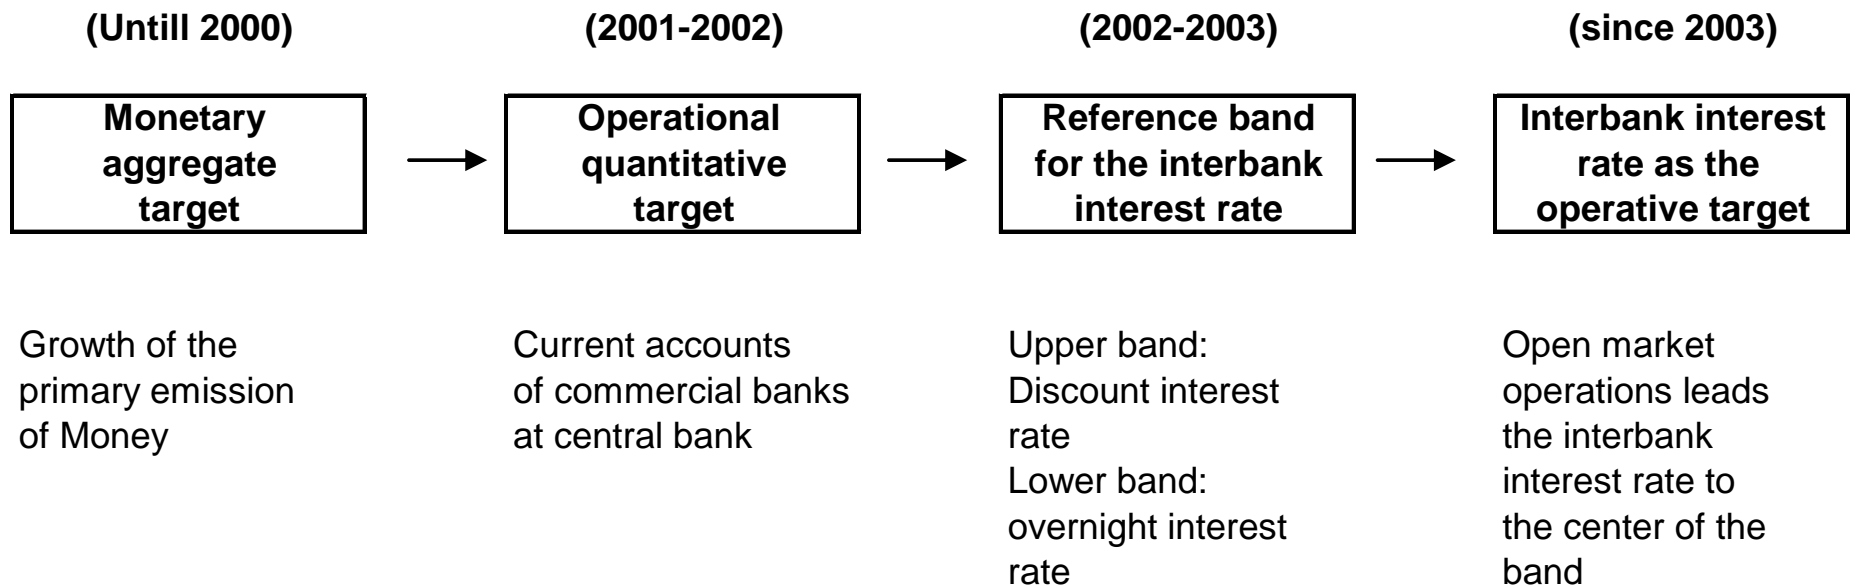 (Untill 2000)
(2001-2002)
(2002-2003)
(since 2003)
Monetary
aggregate
target
Operational
quantitative
target
Reference band
for the interbank
interest rate
Interbank interest
rate as the
operative target
Growth of the
primary emission
of Money
Current accounts
of commercial banks
at central bank
Upper band:
Discount interest
rate
Lower band:
overnight interest
rate
Open market
operations leads
the interbank
interest rate to
the center of the
band